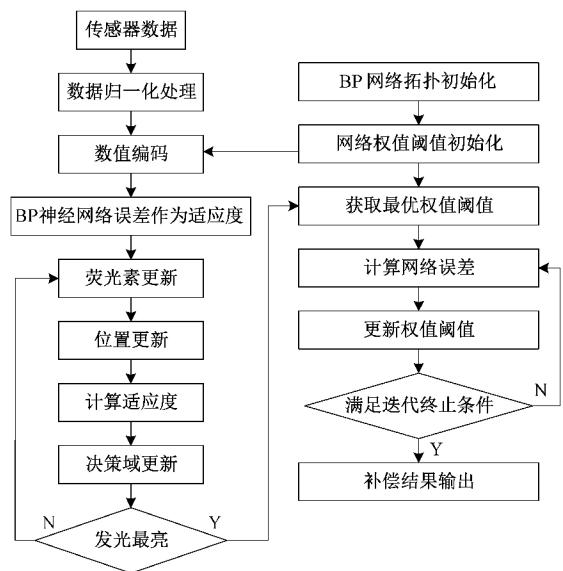 传感器数据
数据归一化处理
数值编码
BP神经网络误差作为适应度
荧光素更新
位置更新
计算适应度
决策域更新
N
发光最亮
Y
BP网络拓扑初始化
网络权值阈值初始化
获取最优权值阈值
计算网络误差
更新权值阈值
满足迭代终止条件
N
Y
补偿结果输出